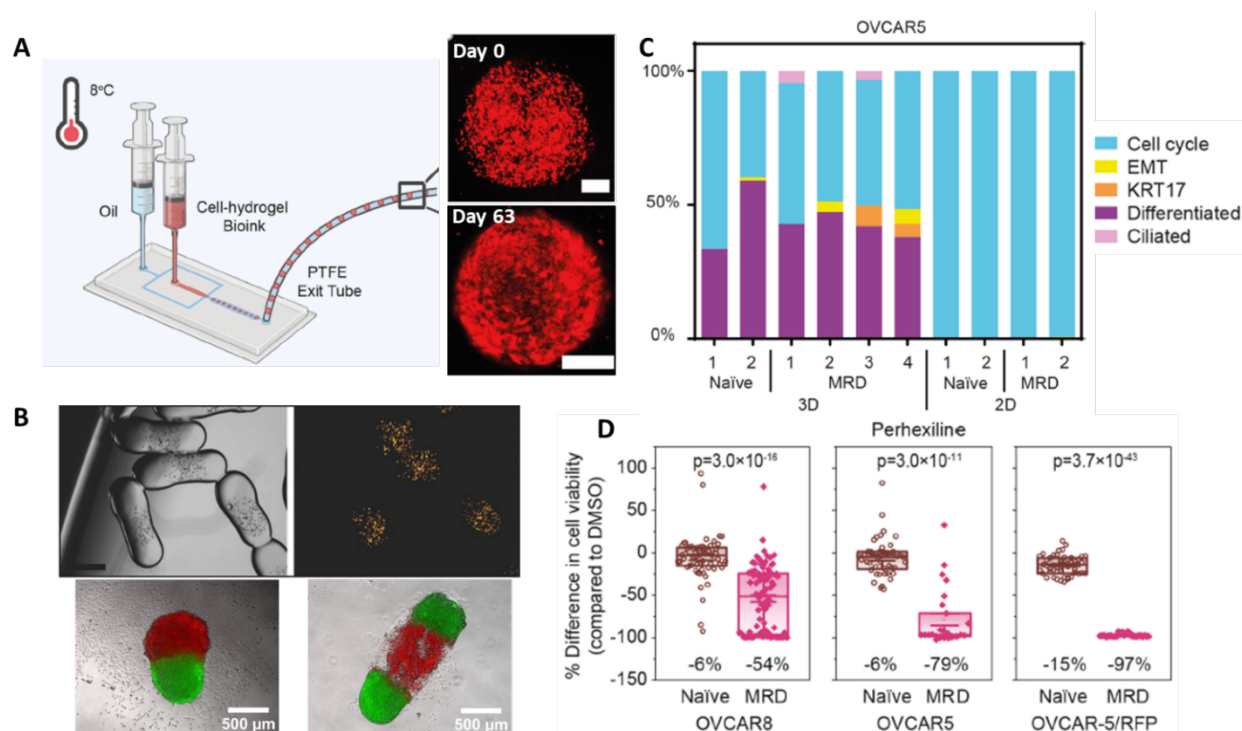 A
8°C
Oil
Cell-hydrogel
Bioink
PTFE
Exit Tube
Day 0
Day 63
B
500 µm
500 µm
C
OVCAR5
100%
50%
0%
1 2 1 2 3 4 1 2 1 2
Naïve MRD Naïve MRD
3D 2D
Cell cycle
EMT
KRT17
Differentiated
Ciliated
D
Perhexiline
% Difference in cell viability
(compared to DMSO)
100
50
0
-50
-100
-150
p=3.0×10⁻¹⁶ p=3.0×10⁻¹¹ p=3.7×10⁻⁴³
-6% -54% -6% -79% -15% -97%
Naïve MRD Naïve MRD Naïve MRD
OVCAR8 OVCAR5 OVCAR-5/RFP